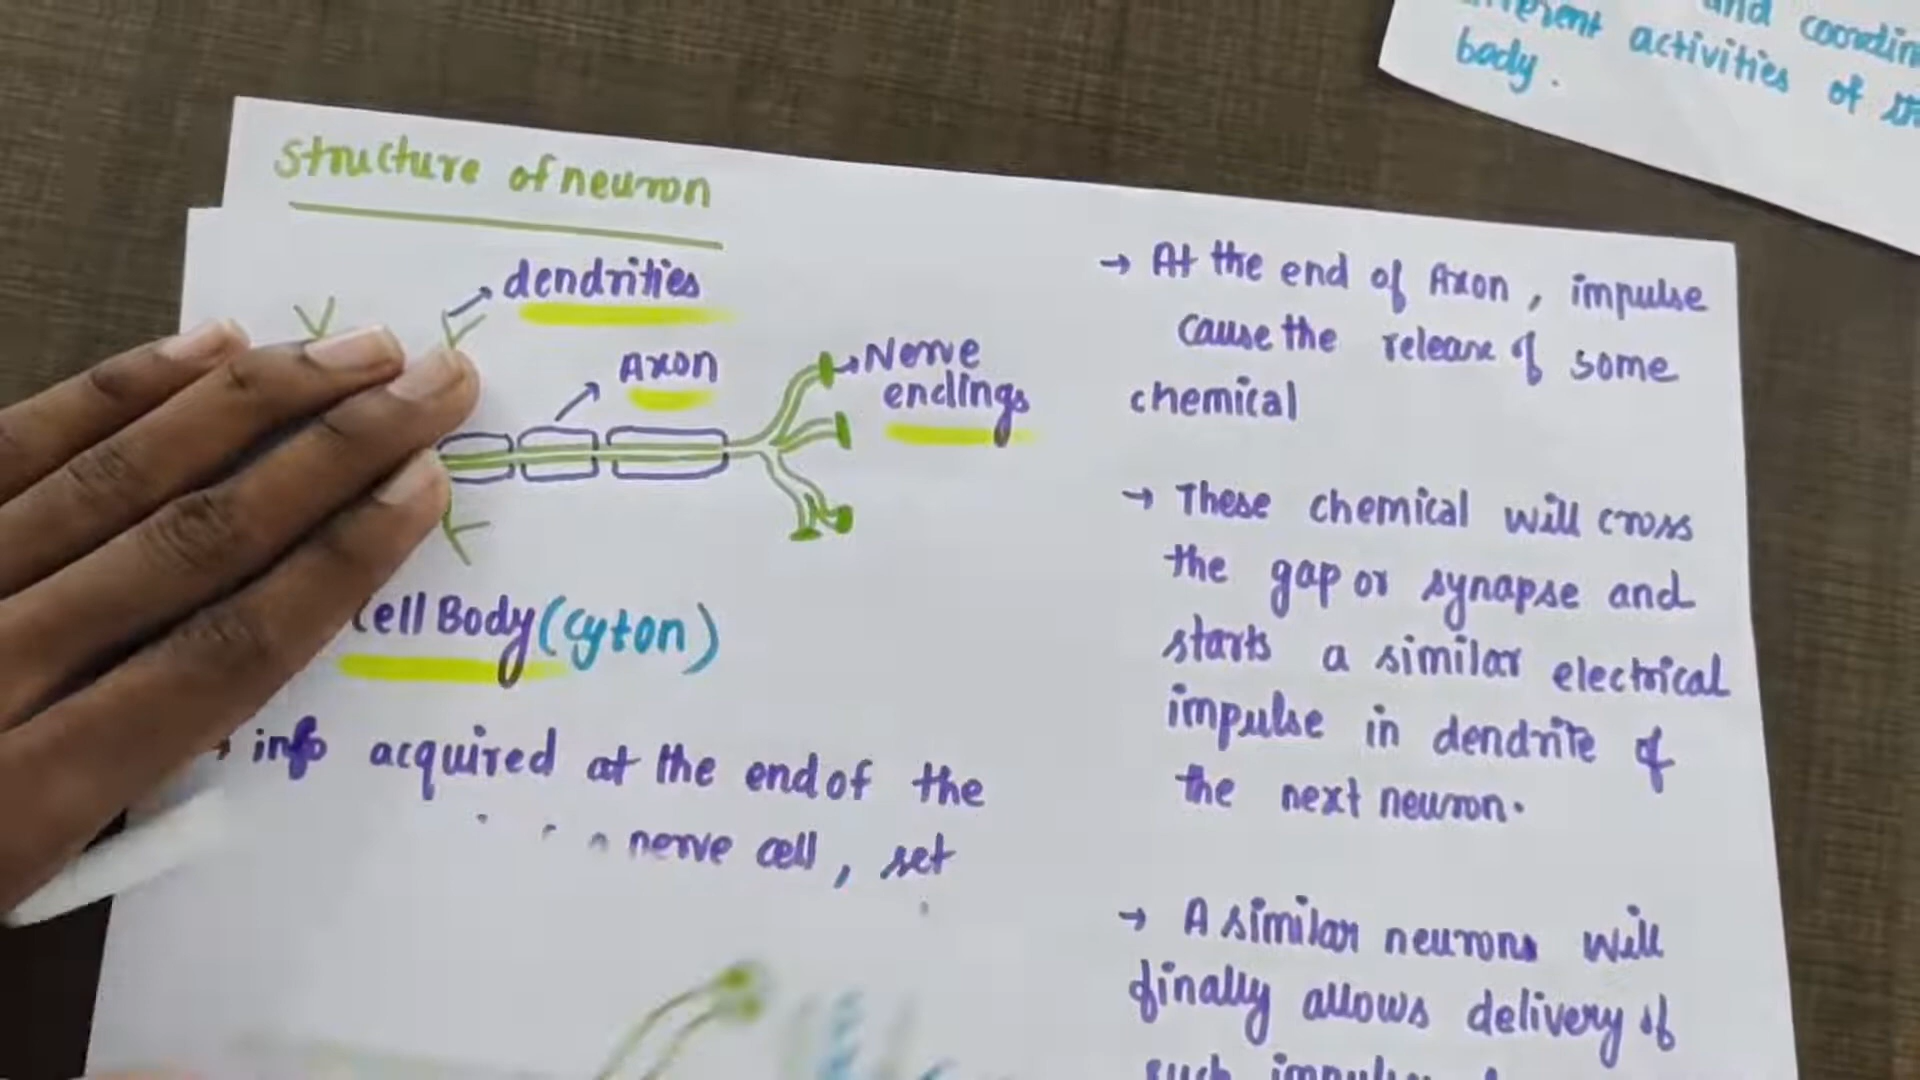 and coordin
activities of the
body.
Structure of neuron
dendrities
Axon
Nerve
endings
Cell Body (Cyton)
→ info acquired at the end of the
nerve cell, set
→ At the end of Axon, impulse
cause the release of some
chemical
→ These chemical will cross
the gap or synapse and
starts a similar electrical
impulse in dendrite of
the next neuron.
→ A similar neurons will
finally allows delivery of
such